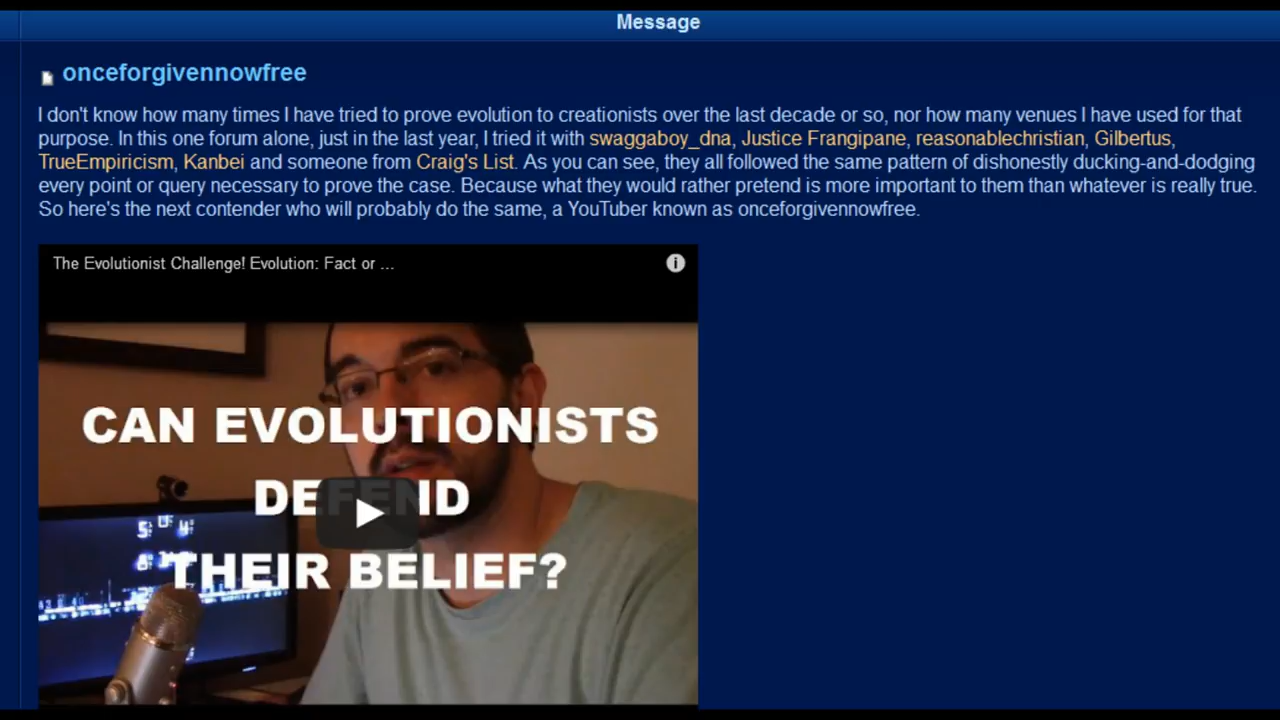 Message
onceforgivennowfree
I don't know how many times I have tried to prove evolution to creationists over the last decade or so, nor how many venues I have used for that
purpose. In this one forum alone, just in the last year, I tried it with swaggaboy_dna, Justice Frangipane, reasonablechristian, Gilbertus,
TrueEmpiricism, Kanbei and someone from Craig's List. As you can see, they all followed the same pattern of dishonestly ducking-and-dodging
every point or query necessary to prove the case. Because what they would rather pretend is more important to them than whatever is really true.
So here's the next contender who will probably do the same, a YouTuber known as onceforgivennowfree.
The Evolutionist Challenge! Evolution: Fact or ...
CAN EVOLUTIONISTS
DEFEND
THEIR BELIEF?